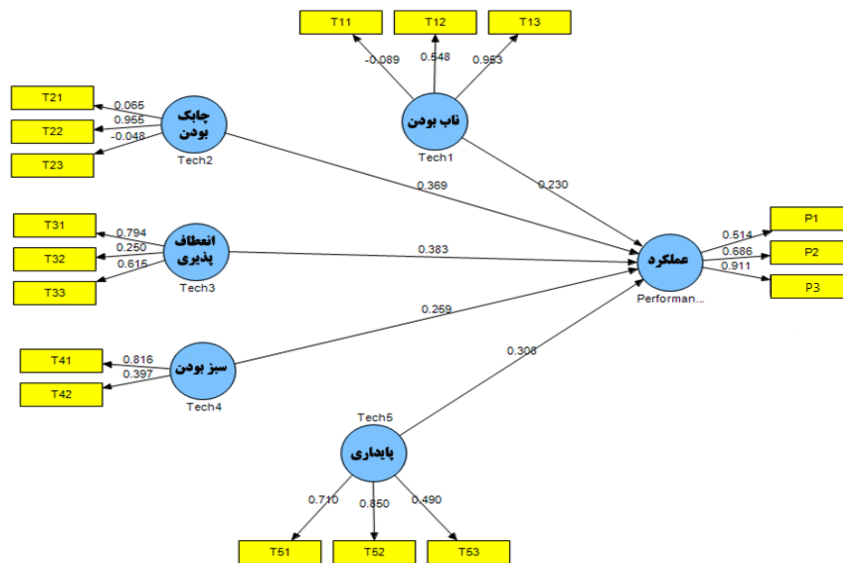 T11
T12
T13
-0.089
0.548
0.953
ناب بودن
Tech1
0.230
T21
T22
T23
0.065
0.955
-0.048
چابک
بودن
Tech2
0.369
T31
T32
T33
0.794
0.250
0.615
انعطاف
پذیری
Tech3
0.383
T41
T42
0.816
0.397
سبز بودن
Tech4
0.259
Tech5
پایداری
0.308
0.710
0.850
0.490
T51
T52
T53
عملکرد
Performan...
0.514
0.686
0.911
P1
P2
P3